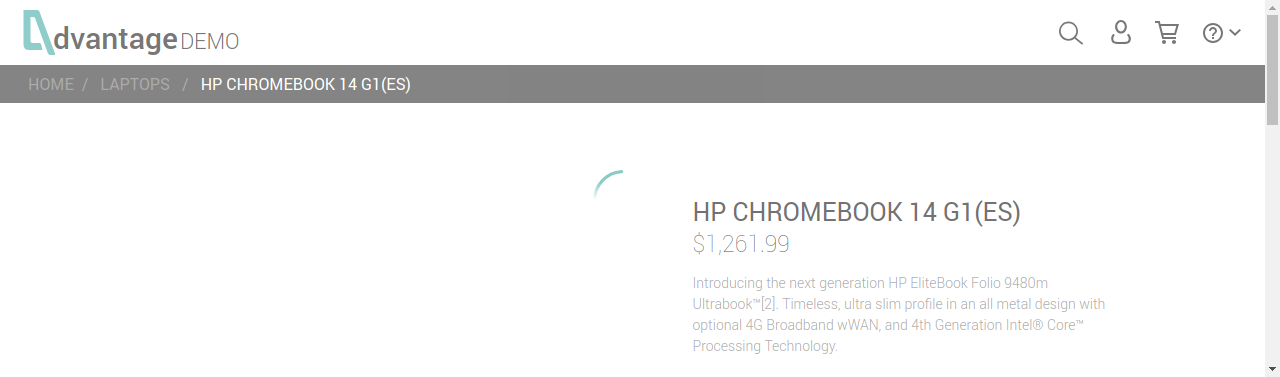 dvantage DEMO
HOME / LAPTOPS / HP CHROMEBOOK 14 G1(ES)
HP CHROMEBOOK 14 G1(ES)
$1,261.99
Introducing the next generation HP EliteBook Folio 9480m
Ultrabook™[2]. Timeless, ultra slim profile in an all metal design with
optional 4G Broadband wWAN, and 4th Generation Intel® Core™
Processing Technology.